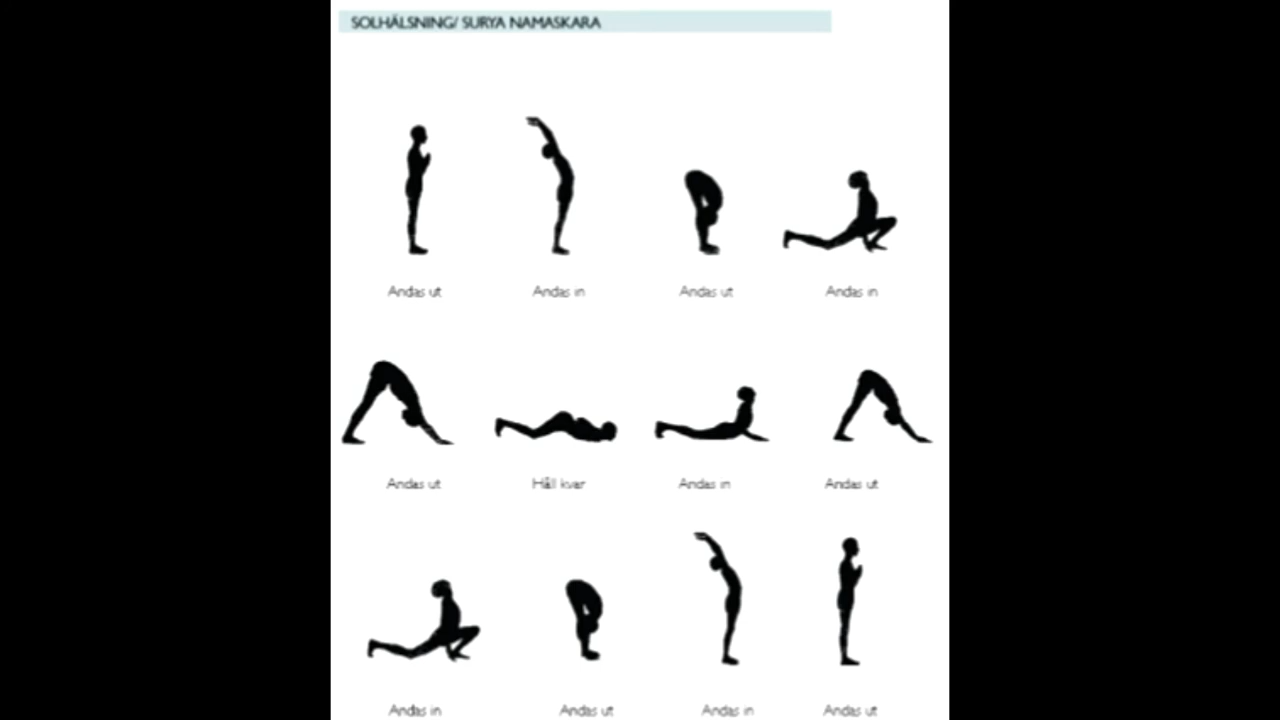 SOLHÄLSNING/ SURYA NAMASKARA
Andas ut Andas in Andas ut Andas in
Andas ut Håll kvar Andas in Andas ut
Andas in Andas ut Andas in Andas ut